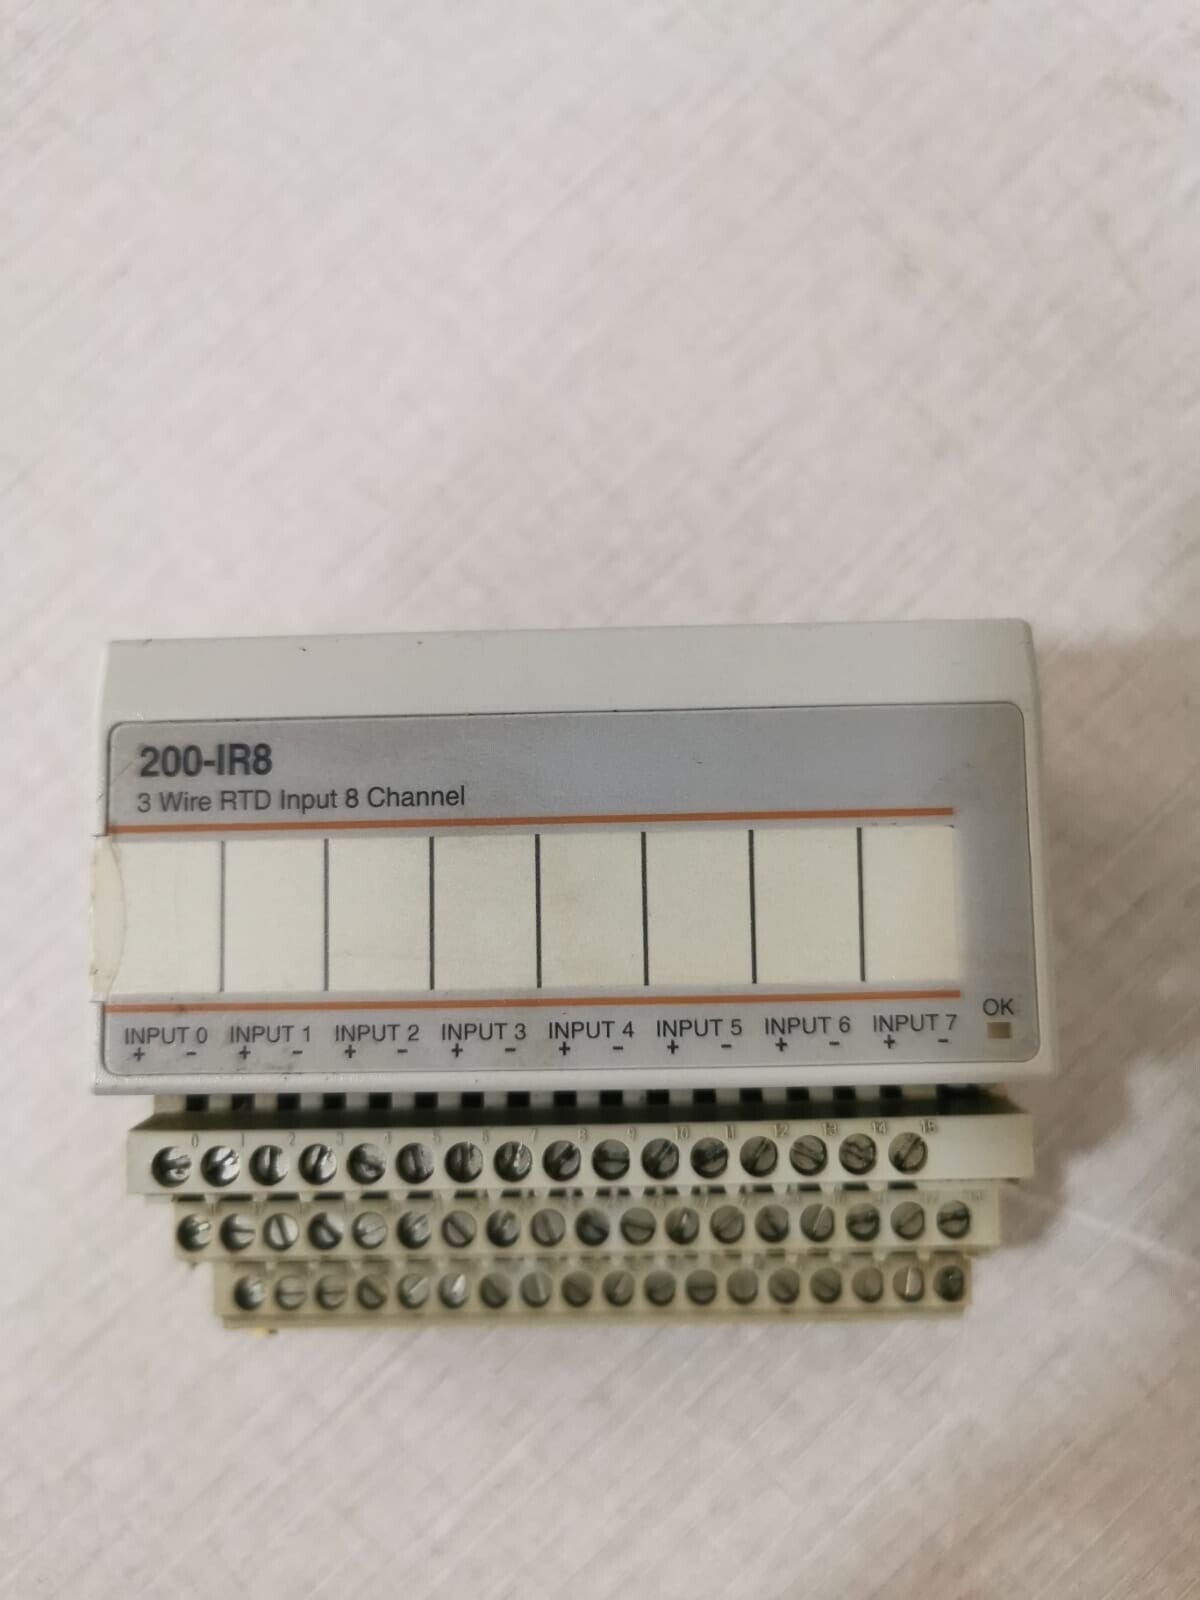 200-IR8
3 Wire RTD Input 8 Channel
OK
INPUT 0 INPUT 1 INPUT 2 INPUT 3 INPUT 4 INPUT 5 INPUT 6 INPUT 7
+ - + - + - + - + - + - + - + -
0 1 2 3 4 5 6 7 8 9 10 11 12 13 14 15